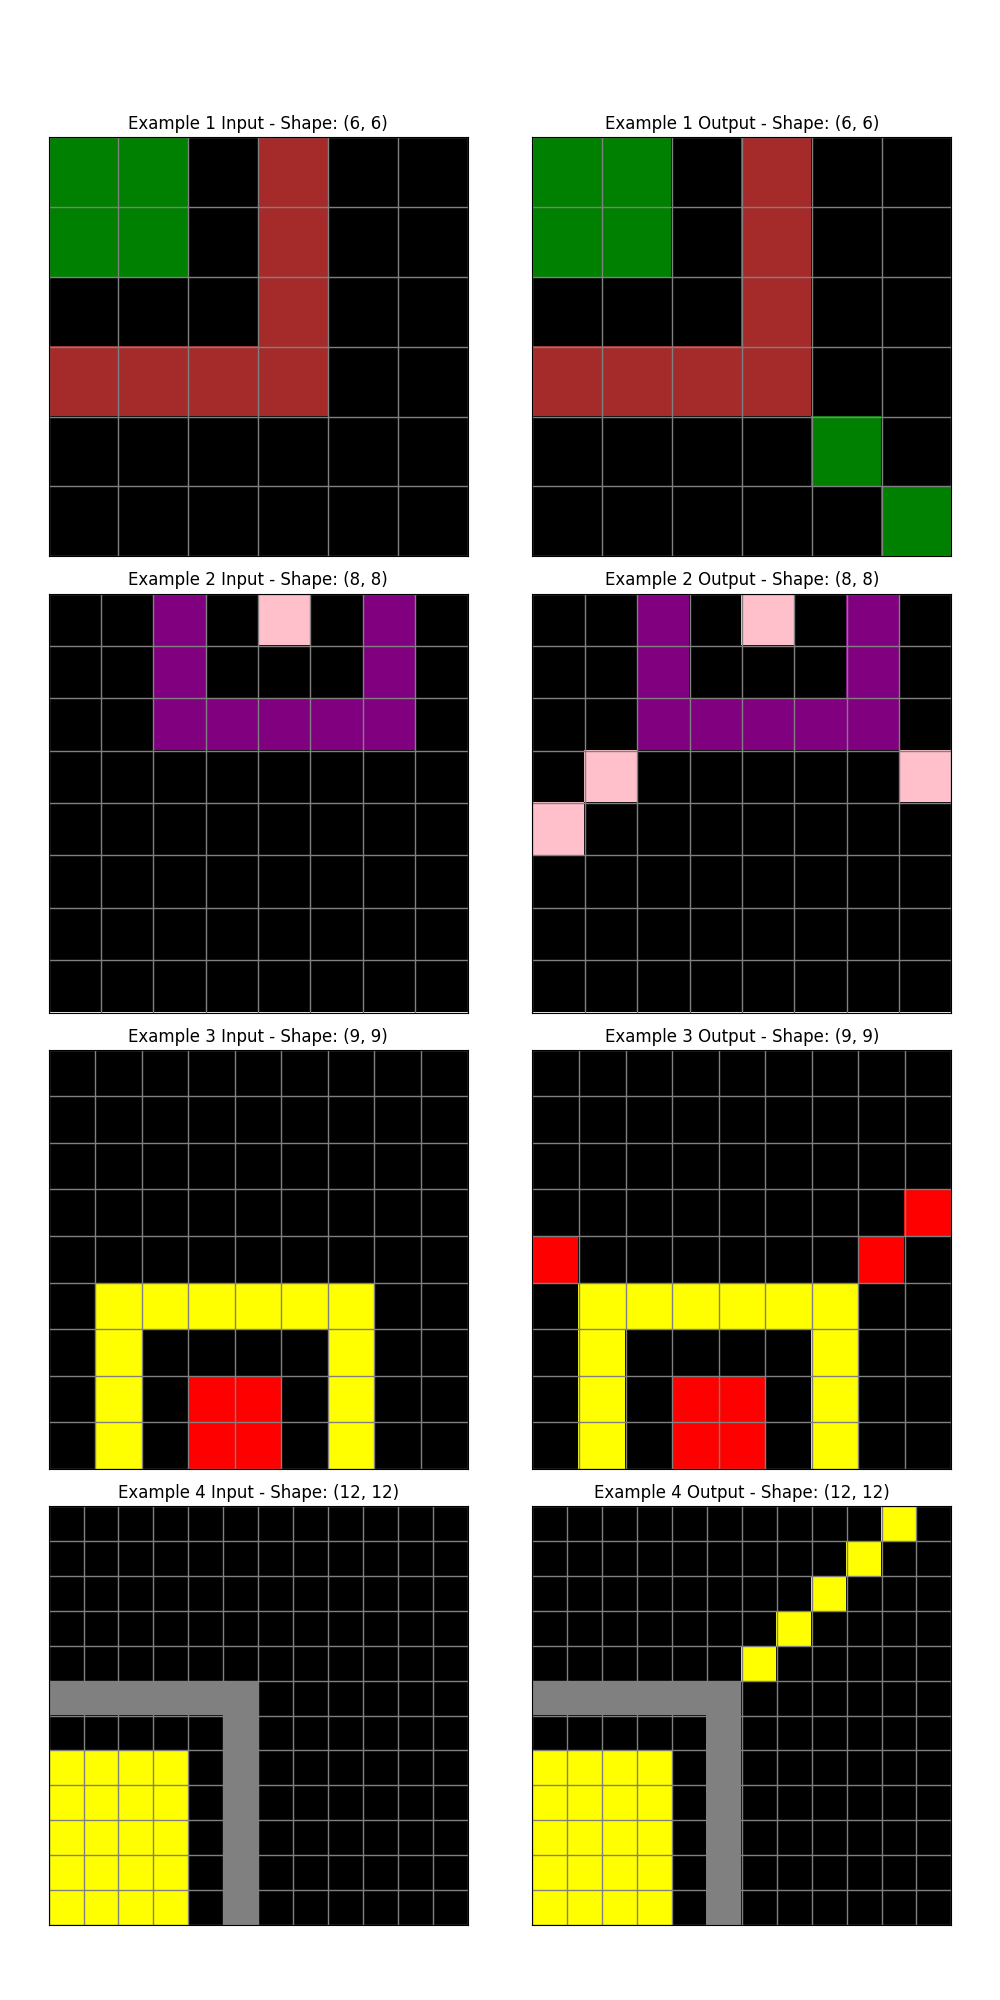 Example 1 Input - Shape: (6, 6)
Example 1 Output - Shape: (6, 6)
Example 2 Input - Shape: (8, 8)
Example 2 Output - Shape: (8, 8)
Example 3 Input - Shape: (9, 9)
Example 3 Output - Shape: (9, 9)
Example 4 Input - Shape: (12, 12)
Example 4 Output - Shape: (12, 12)